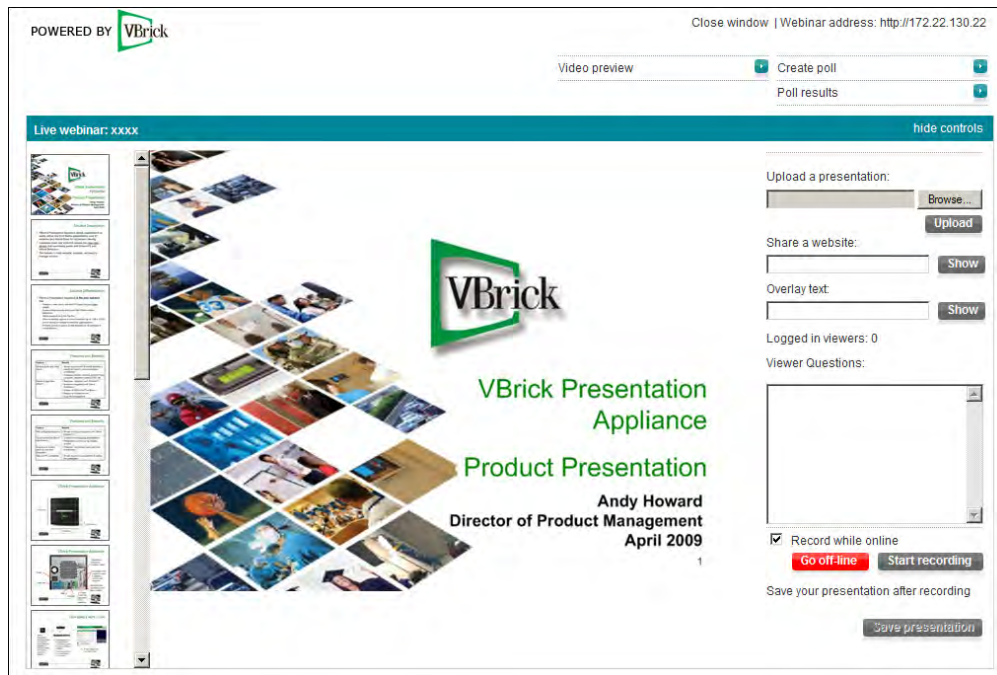 POWERED BY VBrick
Close window | Webinar address: http://172.22.130.22
Video preview
Create poll
Poll results
Live webinar: xxxx
hide controls
VBrick
VBrick Presentation
Appliance
Product Presentation
Andy Howard
Director of Product Management
April 2009
1
Upload a presentation:
Browse...
Upload
Share a website:
Show
Overlay text:
Show
Logged in viewers: 0
Viewer Questions:
Record while online
Go off-line
Start recording
Save your presentation after recording
Save presentation